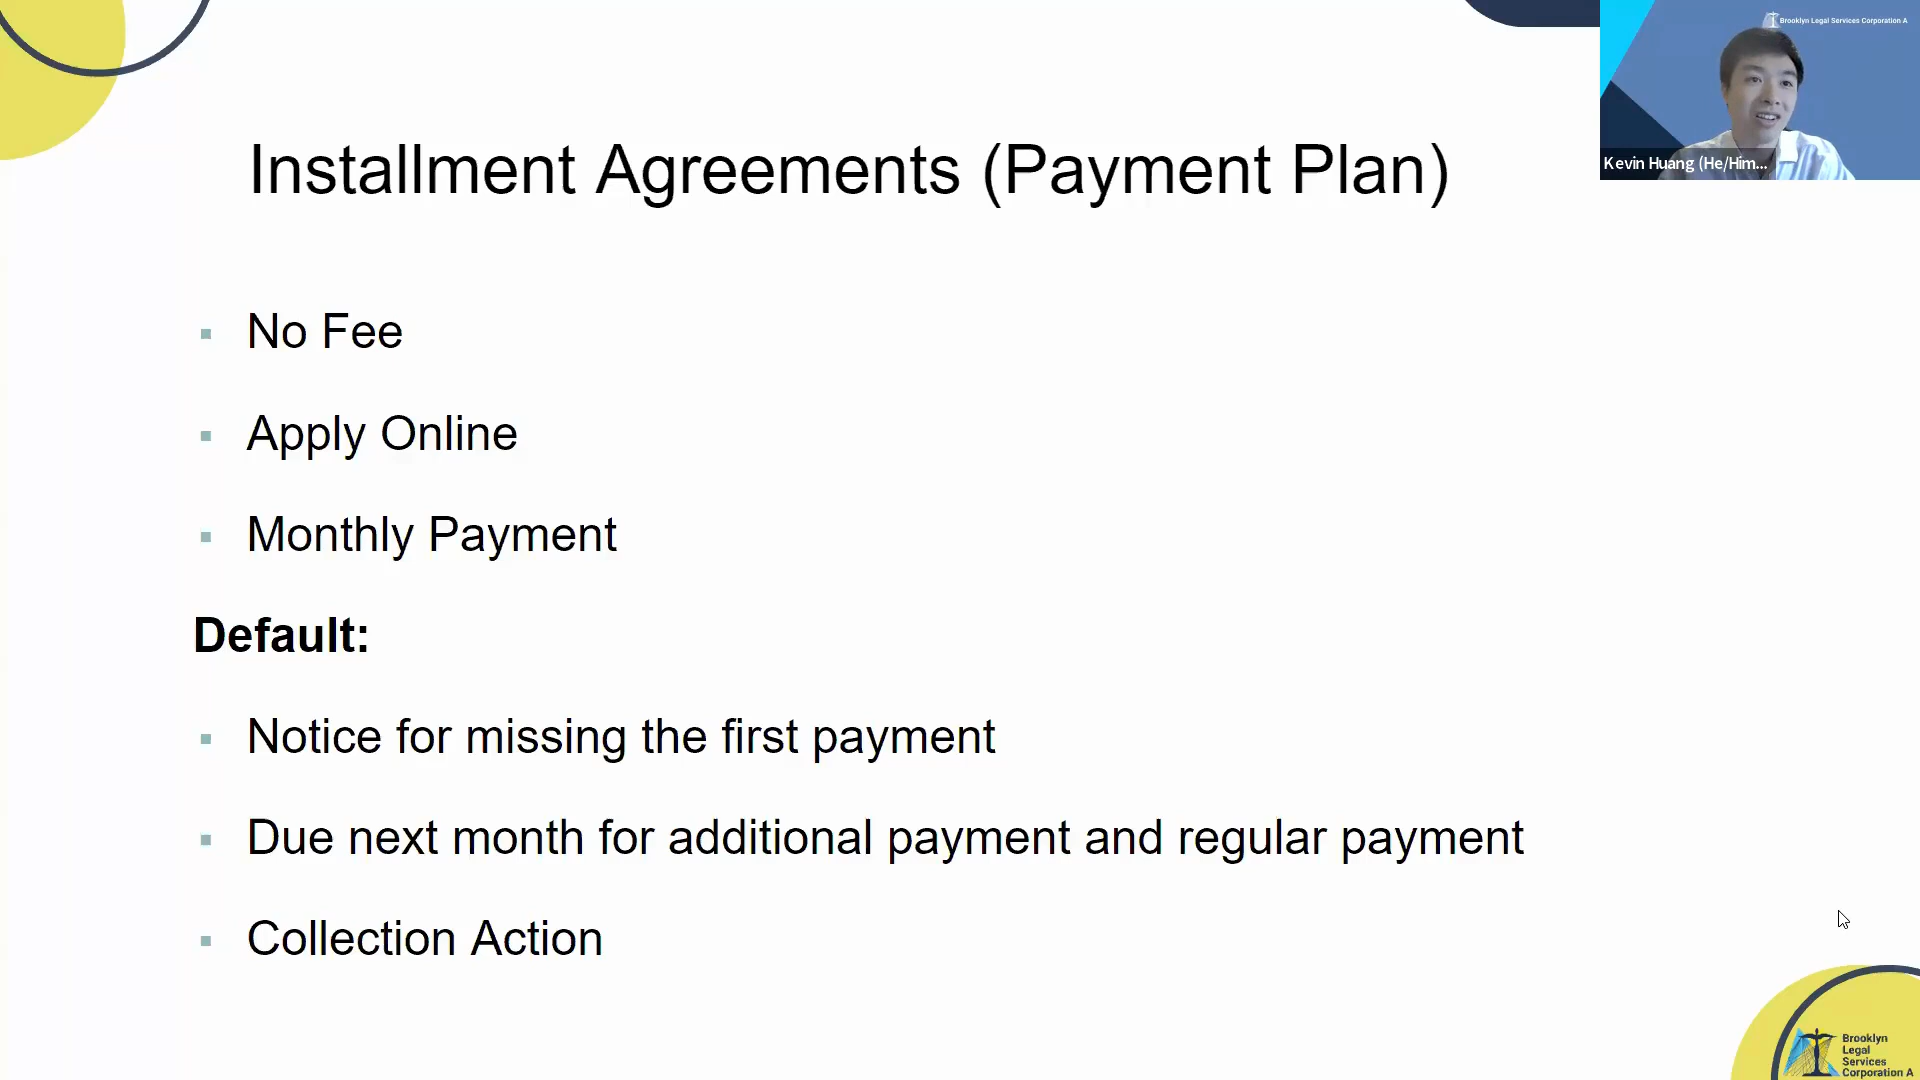 Brooklyn Legal Services Corporation A
Kevin Huang (He/Him...
Installment Agreements (Payment Plan)
▪ No Fee
▪ Apply Online
▪ Monthly Payment
Default:
▪ Notice for missing the first payment
▪ Due next month for additional payment and regular payment
▪ Collection Action
Brooklyn
Legal
Services
Corporation A